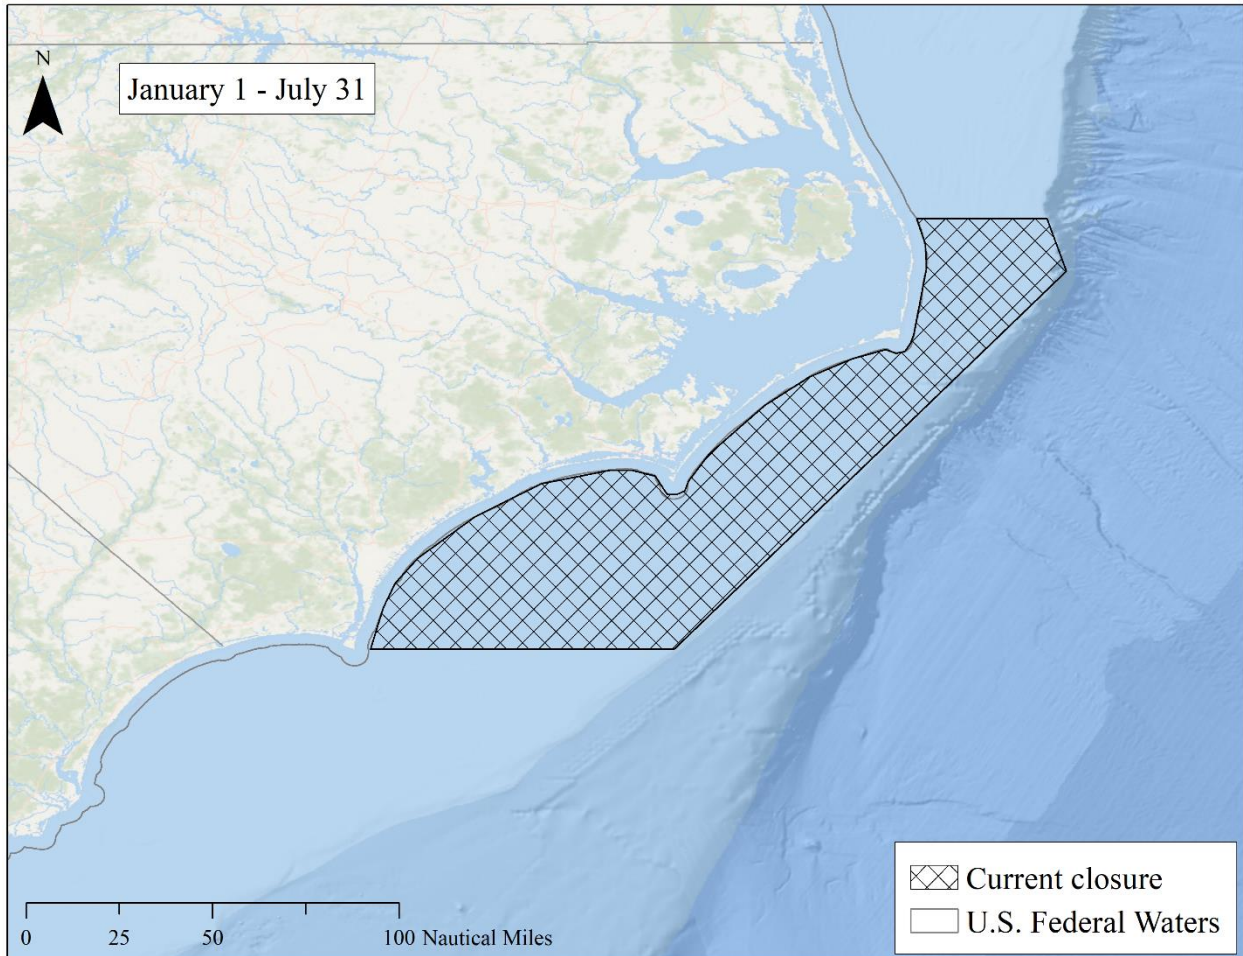 N
January 1 - July 31
Current closure
U.S. Federal Waters
0 25 50 100 Nautical Miles